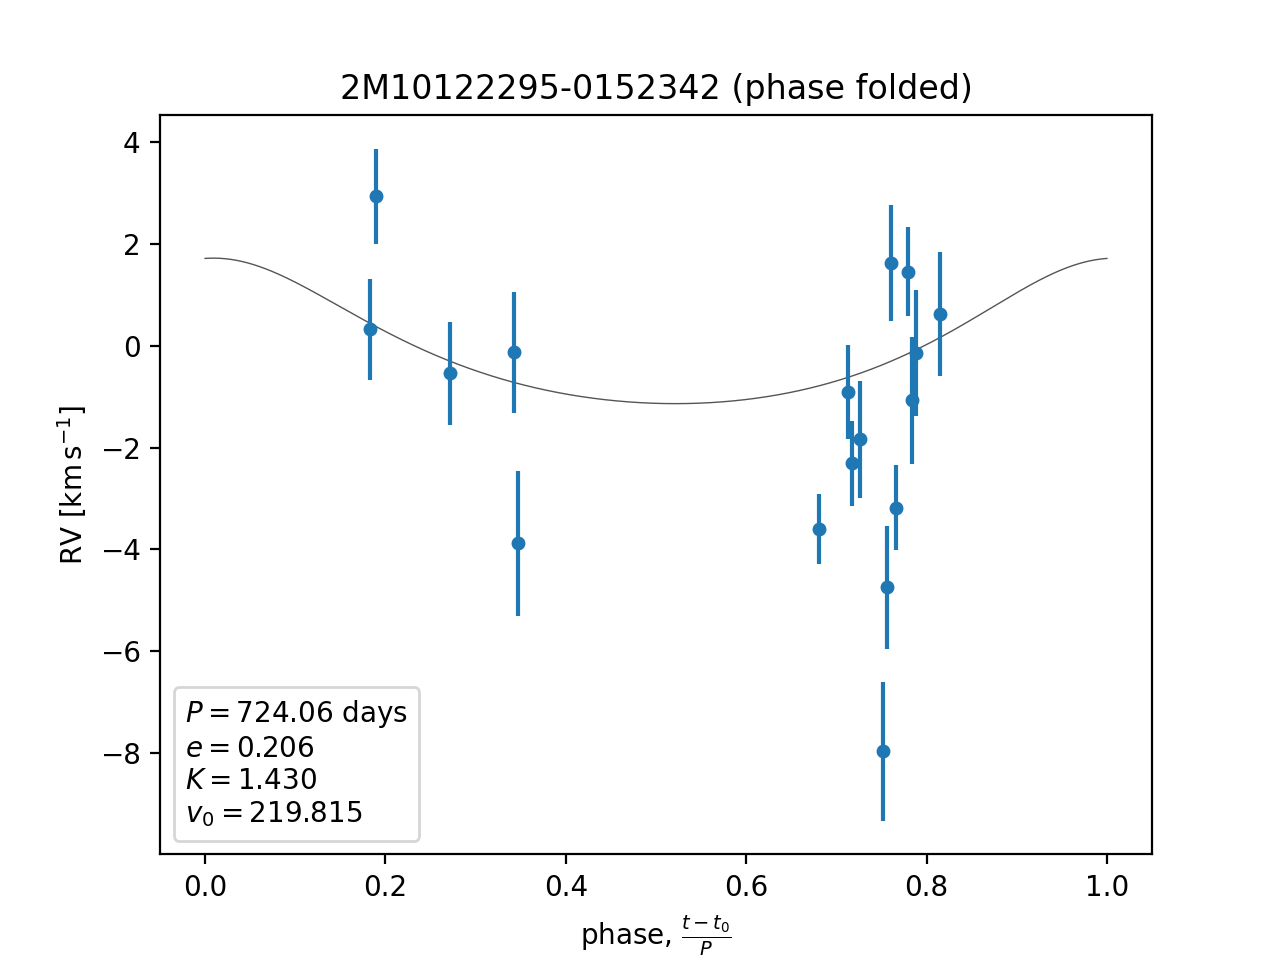 2M10122295-0152342 (phase folded)
RV [km s⁻¹]
4
2
0
−2
−4
−6
−8
P = 724.06 days
e = 0.206
K = 1.430
v₀ = 219.815
0.0 0.2 0.4 0.6 0.8 1.0
phase, (t − t₀)/P